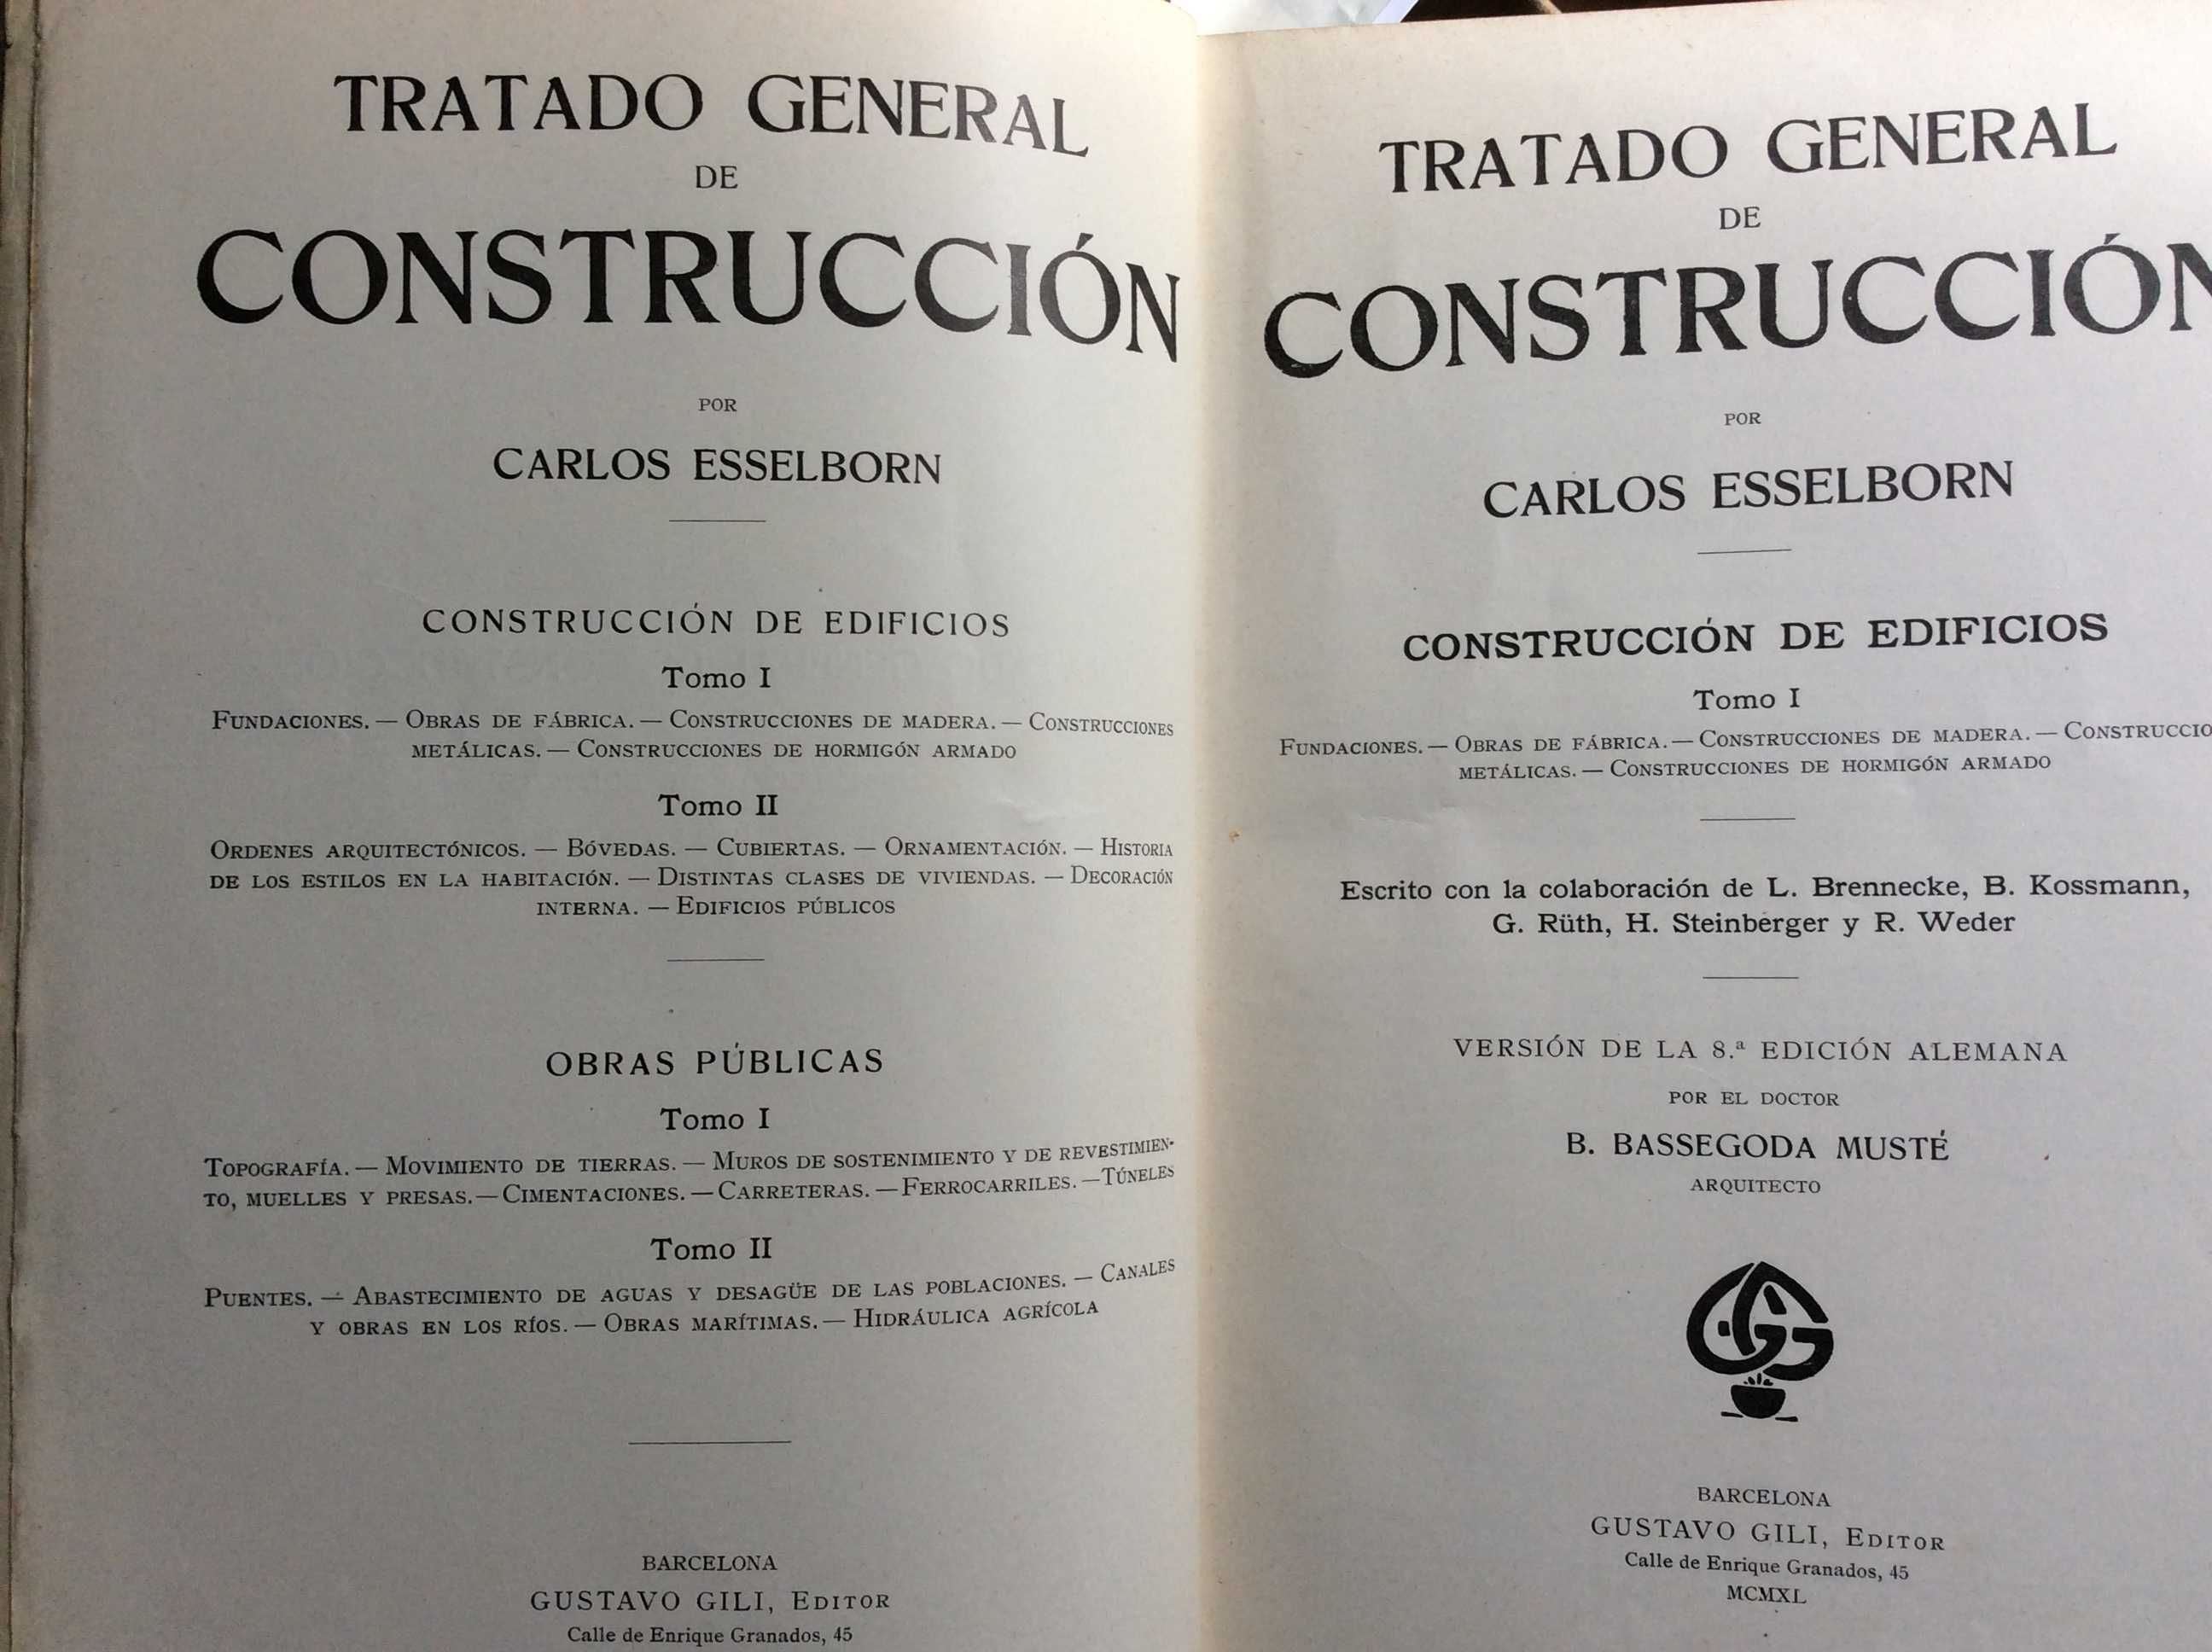 TRATADO GENERAL
DE
CONSTRUCCIÓN
POR
CARLOS ESSELBORN
CONSTRUCCIÓN DE EDIFICIOS
Tomo I
FUNDACIONES. — OBRAS DE FÁBRICA. — CONSTRUCCIONES DE MADERA. — CONSTRUCCIONES
METÁLICAS. — CONSTRUCCIONES DE HORMIGÓN ARMADO
Tomo II
ORDENES ARQUITECTÓNICOS. — BÓVEDAS. — CUBIERTAS. — ORNAMENTACIÓN. — HISTORIA
DE LOS ESTILOS EN LA HABITACIÓN. — DISTINTAS CLASES DE VIVIENDAS. — DECORACIÓN
INTERNA. — EDIFICIOS PÚBLICOS
OBRAS PÚBLICAS
Tomo I
TOPOGRAFÍA. — MOVIMIENTO DE TIERRAS. — MUROS DE SOSTENIMIENTO Y DE REVESTIMIEN-
TO, MUELLES Y PRESAS. — CIMENTACIONES. — CARRETERAS. — FERROCARRILES. — TÚNELES
Tomo II
PUENTES. — ABASTECIMIENTO DE AGUAS Y DESAGÜE DE LAS POBLACIONES. — CANALES
Y OBRAS EN LOS RÍOS. — OBRAS MARÍTIMAS. — HIDRÁULICA AGRÍCOLA
BARCELONA
GUSTAVO GILI, EDITOR
Calle de Enrique Granados, 45
TRATADO GENERAL
DE
CONSTRUCCIÓN
POR
CARLOS ESSELBORN
CONSTRUCCIÓN DE EDIFICIOS
Tomo I
FUNDACIONES. — OBRAS DE FÁBRICA. — CONSTRUCCIONES DE MADERA. — CONSTRUCCIO
METÁLICAS. — CONSTRUCCIONES DE HORMIGÓN ARMADO
Escrito con la colaboración de L. Brennecke, B. Kossmann,
G. Rüth, H. Steinberger y R. Weder
VERSIÓN DE LA 8.ª EDICIÓN ALEMANA
POR EL DOCTOR
B. BASSEGODA MUSTÉ
ARQUITECTO
GG
BARCELONA
GUSTAVO GILI, EDITOR
Calle de Enrique Granados, 45
MCMXL